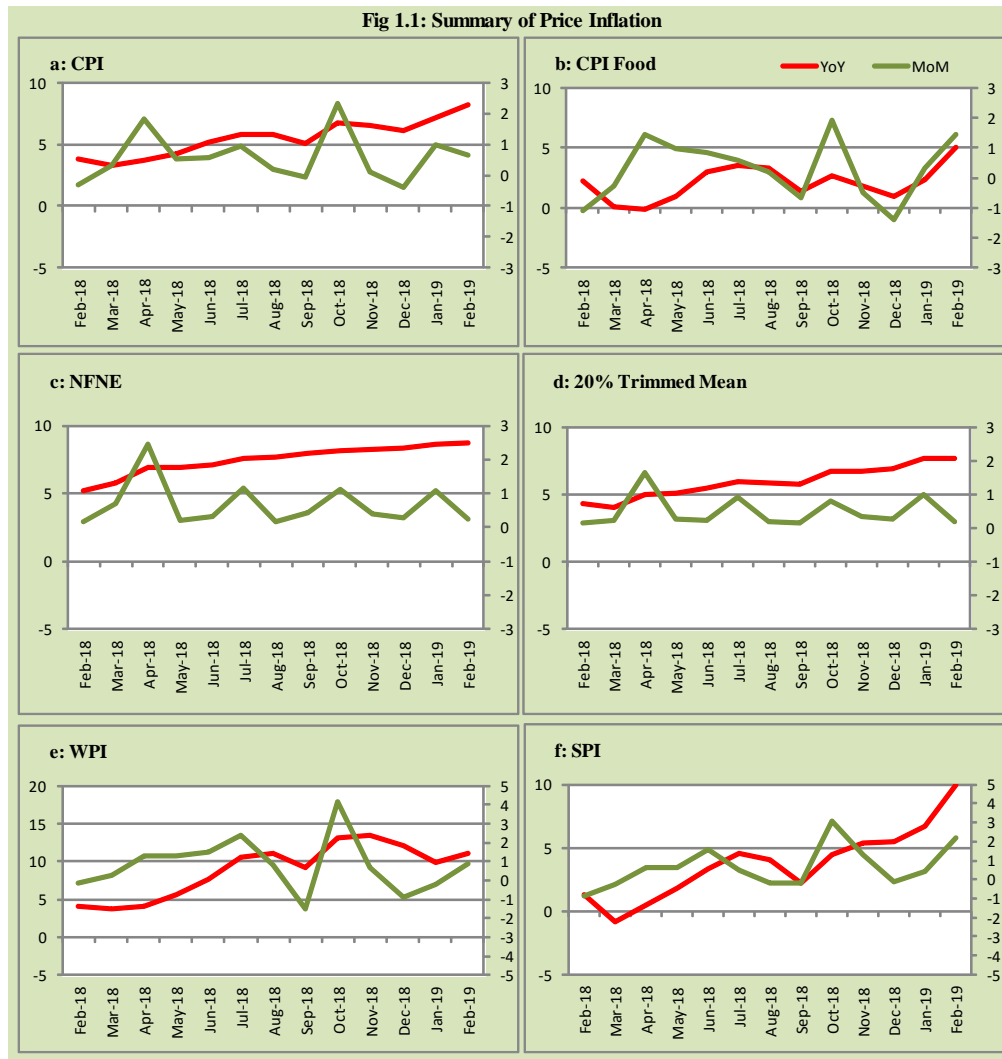 Fig 1.1: Summary of Price Inflation
a: CPI
10
5
0
-5
3
2
1
0
-1
-2
-3
Feb-18
Mar-18
Apr-18
May-18
Jun-18
Jul-18
Aug-18
Sep-18
Oct-18
Nov-18
Dec-18
Jan-19
Feb-19
b: CPI Food
YoY
MoM
10
5
0
-5
3
2
1
0
-1
-2
-3
Feb-18
Mar-18
Apr-18
May-18
Jun-18
Jul-18
Aug-18
Sep-18
Oct-18
Nov-18
Dec-18
Jan-19
Feb-19
c: NFNE
10
5
0
-5
3
2
1
0
-1
-2
-3
Feb-18
Mar-18
Apr-18
May-18
Jun-18
Jul-18
Aug-18
Sep-18
Oct-18
Nov-18
Dec-18
Jan-19
Feb-19
d: 20% Trimmed Mean
10
5
0
-5
3
2
1
0
-1
-2
-3
Feb-18
Mar-18
Apr-18
May-18
Jun-18
Jul-18
Aug-18
Sep-18
Oct-18
Nov-18
Dec-18
Jan-19
Feb-19
e: WPI
20
15
10
5
0
-5
5
4
3
2
1
0
-1
-2
-3
-4
-5
Feb-18
Mar-18
Apr-18
May-18
Jun-18
Jul-18
Aug-18
Sep-18
Oct-18
Nov-18
Dec-18
Jan-19
Feb-19
f: SPI
10
5
0
-5
5
4
3
2
1
0
-1
-2
-3
-4
-5
Feb-18
Mar-18
Apr-18
May-18
Jun-18
Jul-18
Aug-18
Sep-18
Oct-18
Nov-18
Dec-18
Jan-19
Feb-19